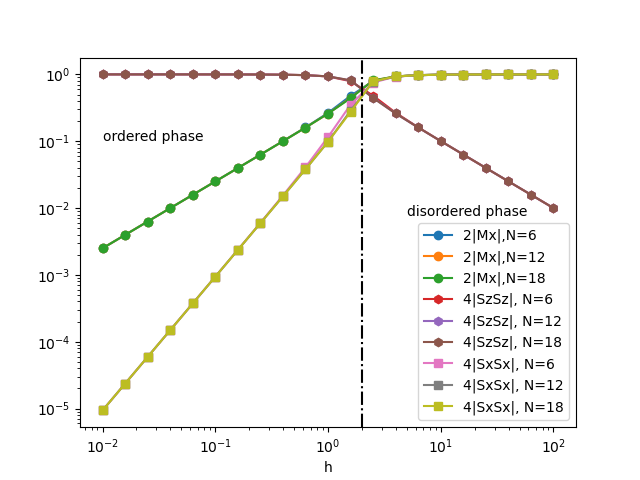 10⁰
10⁻¹
10⁻²
10⁻³
10⁻⁴
10⁻⁵
ordered phase
disordered phase
2|Mx|,N=6
2|Mx|,N=12
2|Mx|,N=18
4|SzSz|, N=6
4|SzSz|, N=12
4|SzSz|, N=18
4|SxSx|, N=6
4|SxSx|, N=12
4|SxSx|, N=18
10⁻² 10⁻¹ 10⁰ 10¹ 10²
h